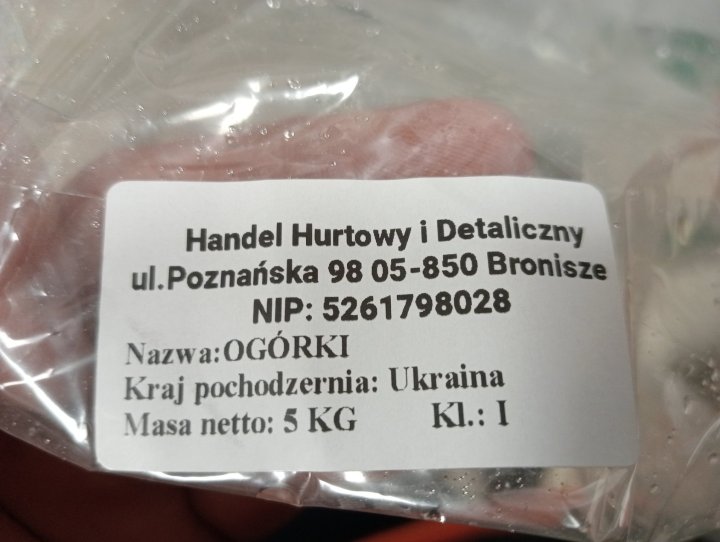 Handel Hurtowy i Detaliczny
ul.Poznańska 98 05-850 Bronisze
NIP: 5261798028
Nazwa:OGÓRKI
Kraj pochodzernia: Ukraina
Masa netto: 5 KG Kl.: I